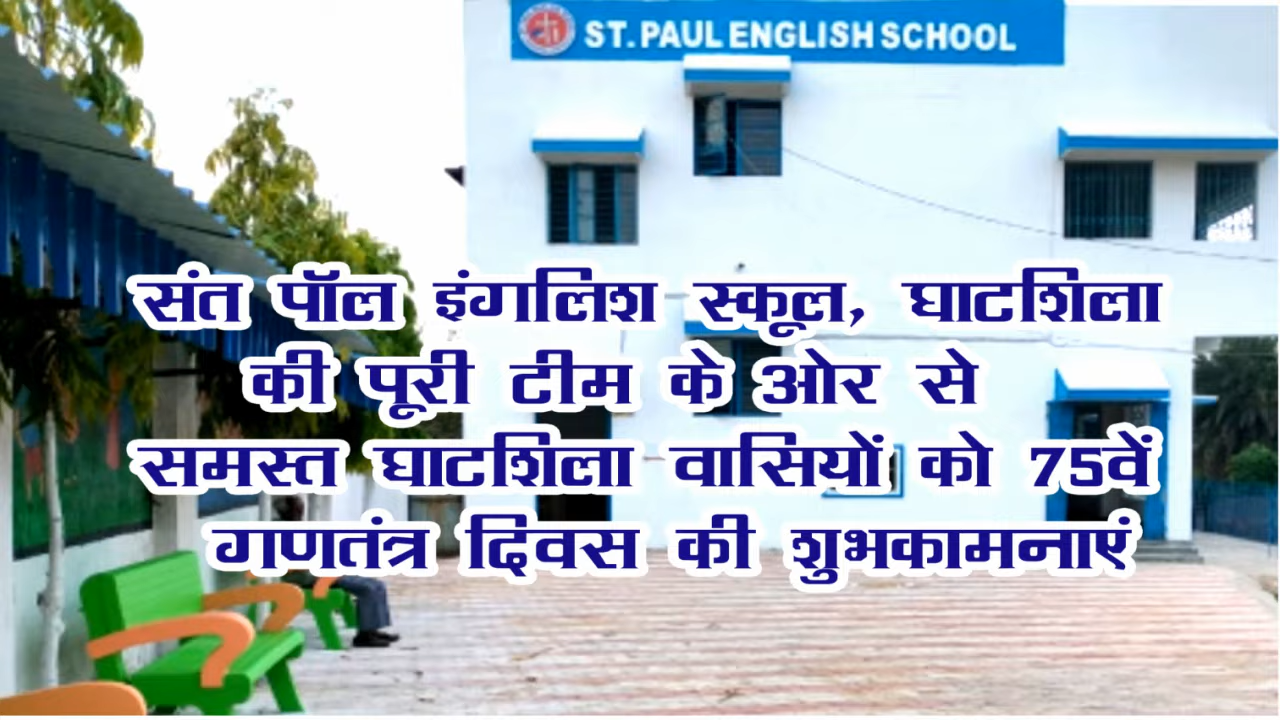 ST. PAUL ENGLISH SCHOOL
संत पॉल इंगलिश स्कूल, घाटशिला
की पूरी टीम के ओर से
समस्त घाटशिला वासियों को 75वें
गणतंत्र दिवस की शुभकामनाएं